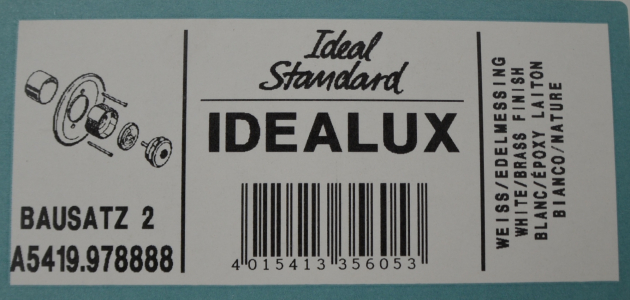 BAUSATZ 2
A5419.978888
Ideal
Standard
IDEALUX
4 015413 356053
WEISS/EDELMESSING
WHITE/BRASS FINISH
BLANC/ÉPOXY LAITON
BIANCO/NATURE